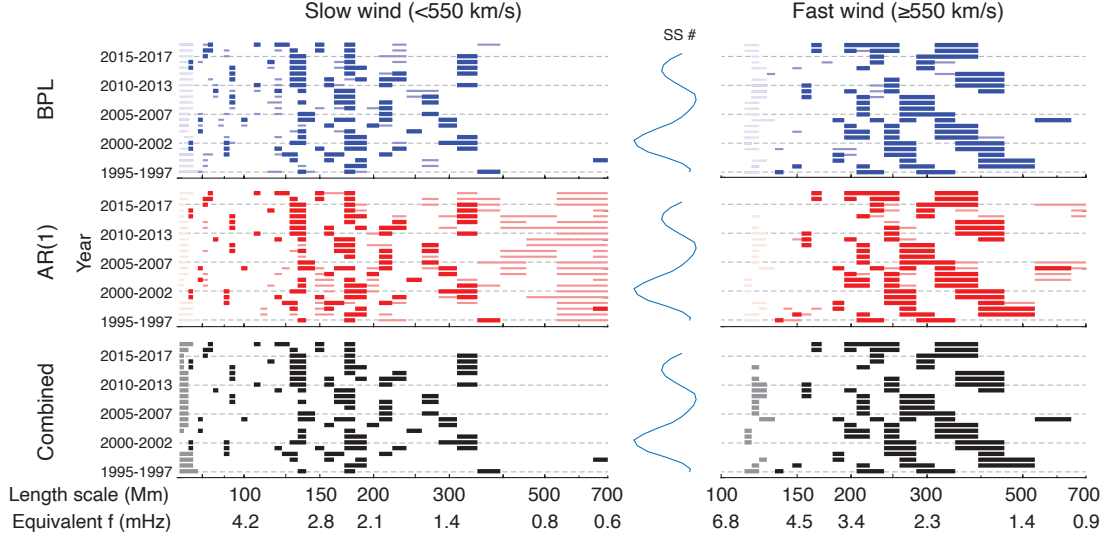 Slow wind (<550 km/s)
Fast wind (≥550 km/s)
SS #
BPL
2015-2017
2010-2013
2005-2007
2000-2002
1995-1997
AR(1)
Year
2015-2017
2010-2013
2005-2007
2000-2002
1995-1997
Combined
2015-2017
2010-2013
2005-2007
2000-2002
1995-1997
Length scale (Mm) 100 150 200 300 500 700 100 150 200 300 500 700
Equivalent f (mHz) 4.2 2.8 2.1 1.4 0.8 0.6 6.8 4.5 3.4 2.3 1.4 0.9